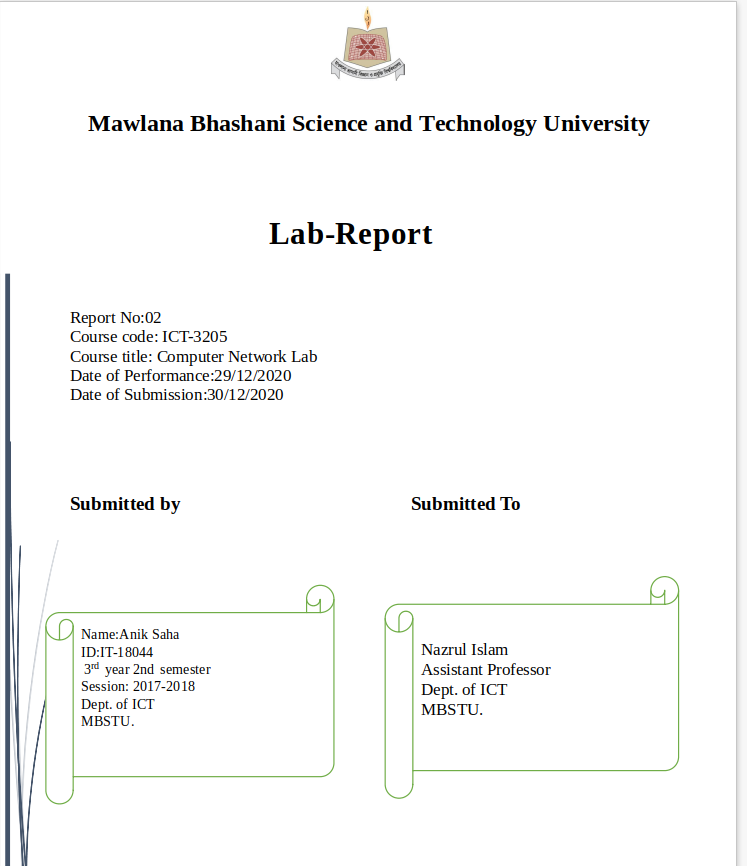 Mawlana Bhashani Science and Technology University
Lab-Report
Report No:02
Course code: ICT-3205
Course title: Computer Network Lab
Date of Performance:29/12/2020
Date of Submission:30/12/2020
Submitted by
Name:Anik Saha
ID:IT-18044
3rd year 2nd semester
Session: 2017-2018
Dept. of ICT
MBSTU.
Submitted To
Nazrul Islam
Assistant Professor
Dept. of ICT
MBSTU.